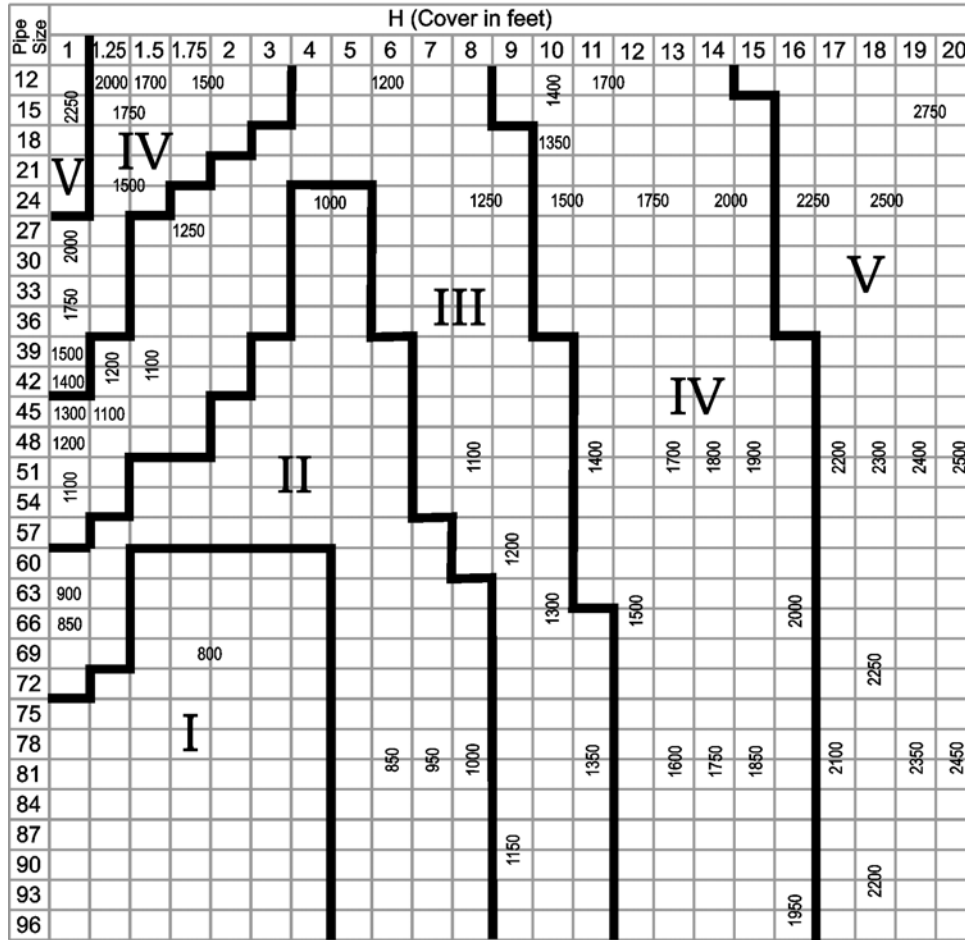 H (Cover in feet)
Pipe Size 1 1.25 1.5 1.75 2 3 4 5 6 7 8 9 10 11 12 13 14 15 16 17 18 19 20
12 2000 1700 1500 1200 1400 1700
15 2250 1750 2750
18 IV 1350
21 V 1500
24 1000 1250 1500 1750 2000 2250 2500
27 1250
30 2000 V
33
36 1750 III
39 1500 1200 1100
42 1400 IV
45 1300 1100
48 1200
51 II 1100 1400 1700 1800 1900 2200 2300 2400 2500
54 1100
57
60 1200
63 900 1300 1500 2000
66 850
69 800
72 2250
75
78 I
81 850 950 1000 1350 1600 1750 1850 2100 2350 2450
84
87
90 1150
93 2200
96 1950